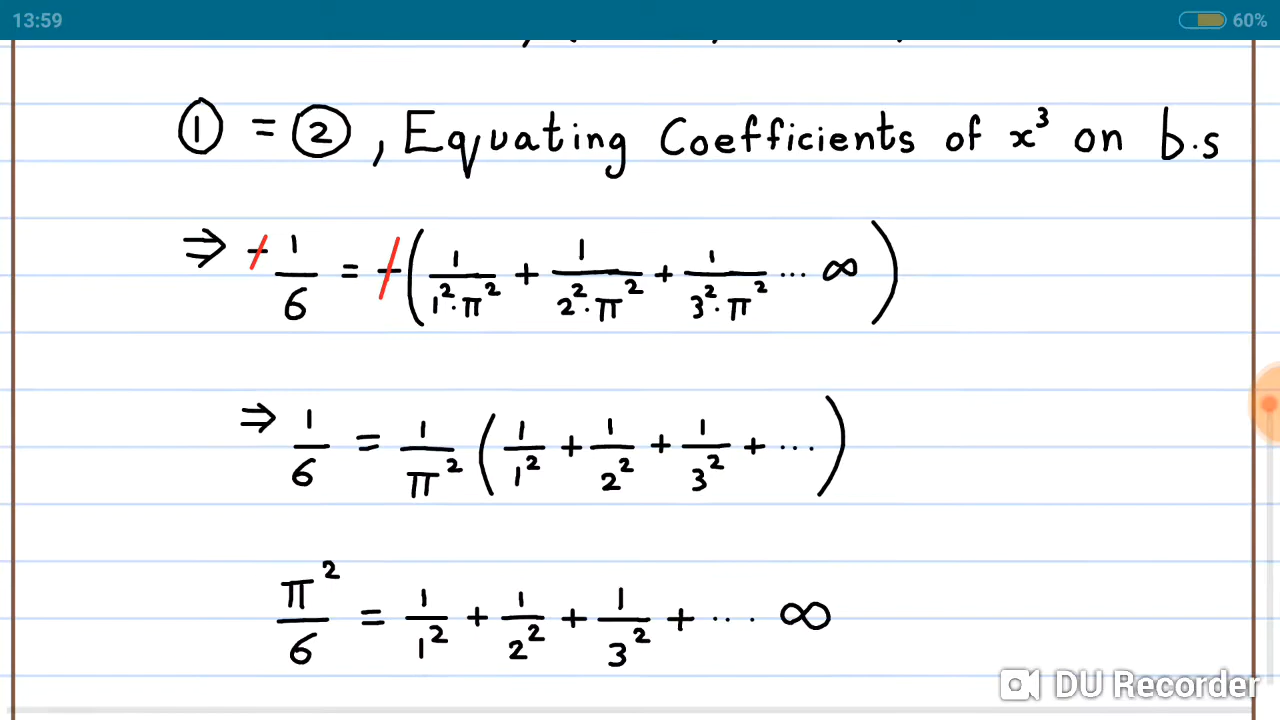 13:59 60%
① = ②, Equating Coefficients of x³ on b.s
⇒ -1/6 = -(1/1²·π² + 1/2²·π² + 1/3²·π² ... ∞)
⇒ 1/6 = 1/π² (1/1² + 1/2² + 1/3² + ...)
π²/6 = 1/1² + 1/2² + 1/3² + ... ∞
DU Recorder